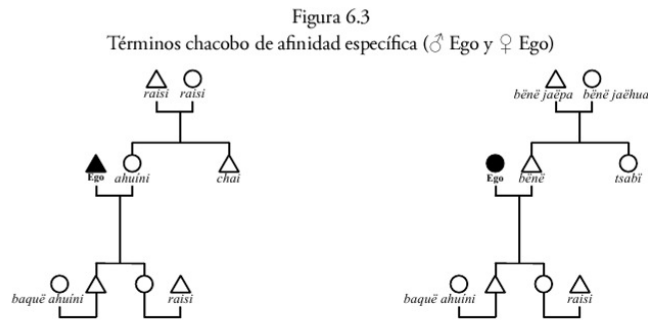 Figura 6.3
Términos chacobo de afinidad específica (♂ Ego y ♀ Ego)
raisi raisi bënë jaëpa bënë jaëhua
Ego ahuini chai Ego bënë tsabï
baquë ahuini raisi baquë ahuini raisi